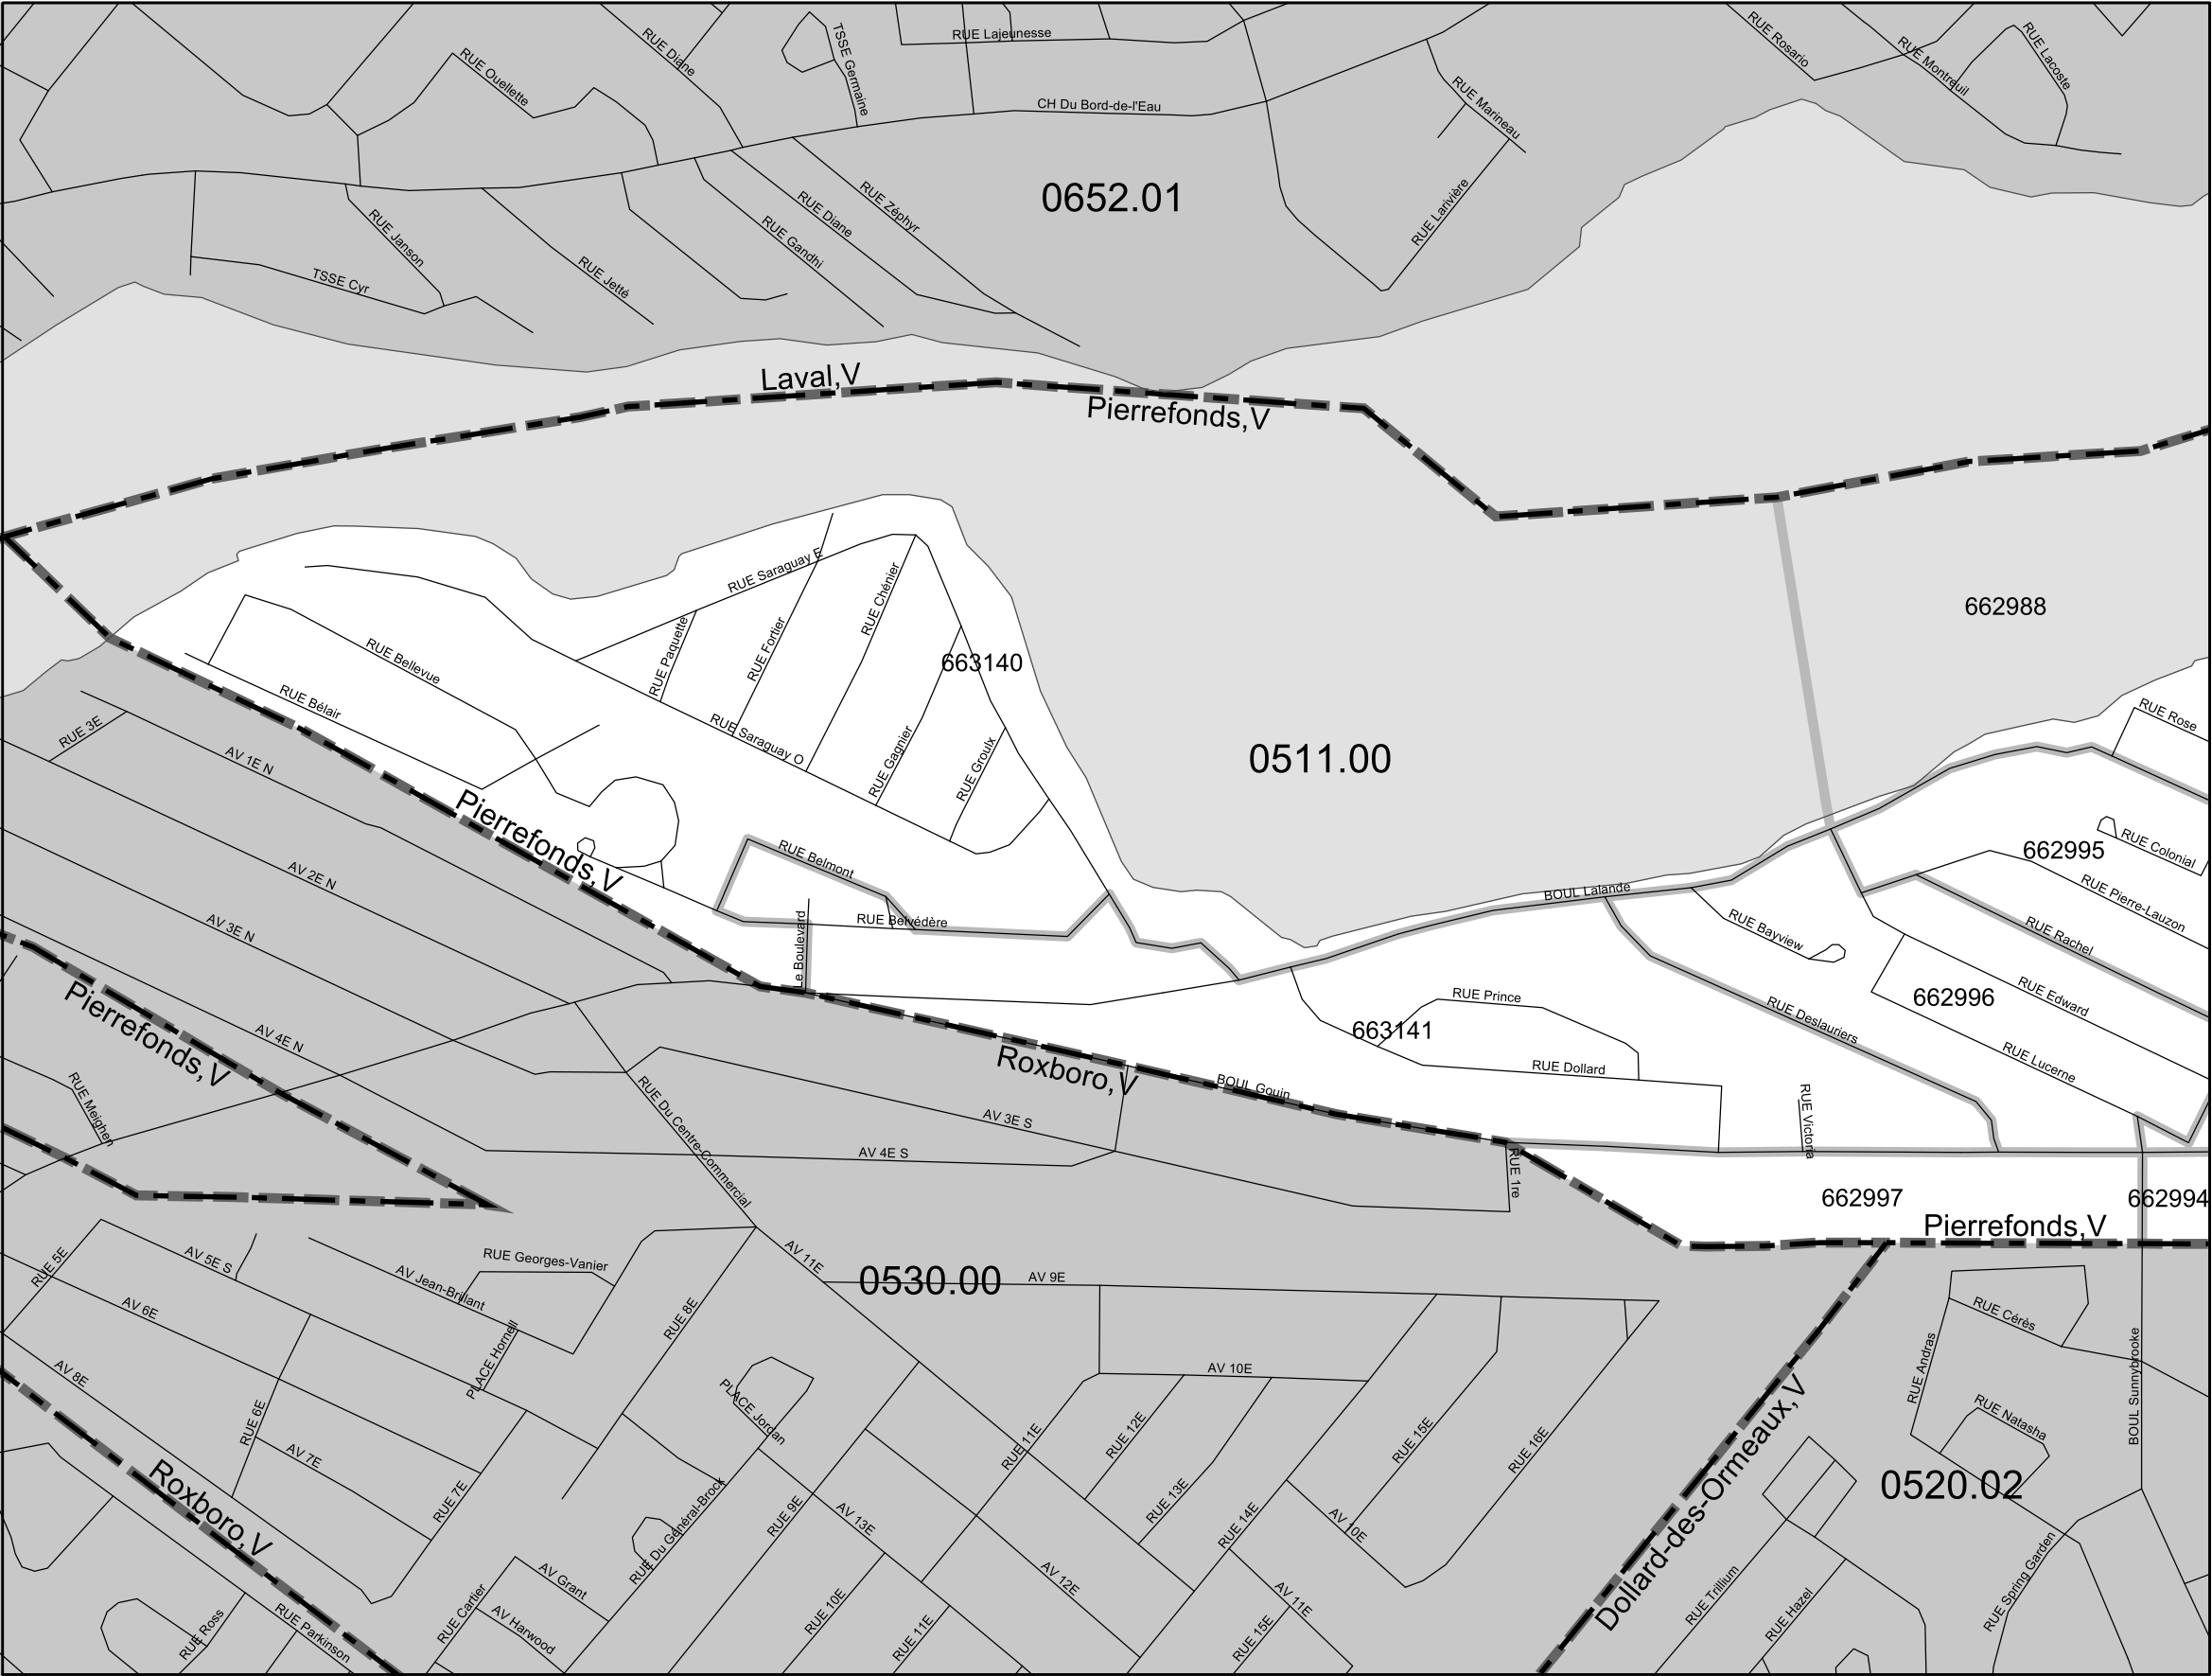 RUE Lajeunesse
RUE Diane
TSSE Germaine
RUE Ouellette
RUE Rosario
RUE Montreuil
RUE Lacoste
CH Du Bord-de-l'Eau
RUE Marineau
0652.01
RUE Zéphyr
RUE Diane
RUE Gandhi
RUE Janson
RUE Jetté
TSSE Cyr
RUE Larivière
Laval,V
Pierrefonds,V
RUE Saraguay E
RUE Chénier
RUE Fortier
RUE Paquette
663140
662988
RUE Bellevue
RUE Bélair
RUE Saraguay O
RUE Gagnier
RUE Groulx
0511.00
RUE Rose
RUE 3E
AV 1E N
Pierrefonds,V
AV 2E N
AV 3E N
RUE Belmont
RUE Belvédère
Le Boulevard
BOUL Lalande
662995
RUE Colonial
RUE Pierre-Lauzon
RUE Rachel
RUE Bayview
RUE Edward
662996
RUE Deslauriers
RUE Lucerne
RUE Prince
663141
RUE Dollard
RUE Victoria
Pierrefonds,V
AV 4E N
RUE Meighen
Roxboro,V
BOUL Gouin
RUE Du Centre-Commercial
AV 3E S
AV 4E S
RUE 1re
662997
662994
Pierrefonds,V
RUE 5E
AV 5E S
AV 6E
AV 8E
RUE Georges-Vanier
AV Jean-Brillant
PLACE Hornell
RUE 8E
AV 11E
0530.00
AV 9E
AV 10E
RUE 6E
AV 7E
RUE 7E
PLACE Jordan
RUE Du Général-Brock
RUE 9E
AV 13E
RUE 11E
RUE 12E
RUE 13E
RUE 14E
RUE 15E
RUE 16E
AV 10E
RUE Cérès
RUE Andras
RUE Natasha
BOUL Sunnybrooke
0520.02
Dollard-des-Ormeaux,V
RUE Trillium
RUE Hazel
RUE Spring Garden
Roxboro,V
RUE Ross
RUE Parkinson
RUE Cartier
AV Grant
AV Harwood
RUE 10E
RUE 11E
AV 12E
AV 11E
RUE 15E